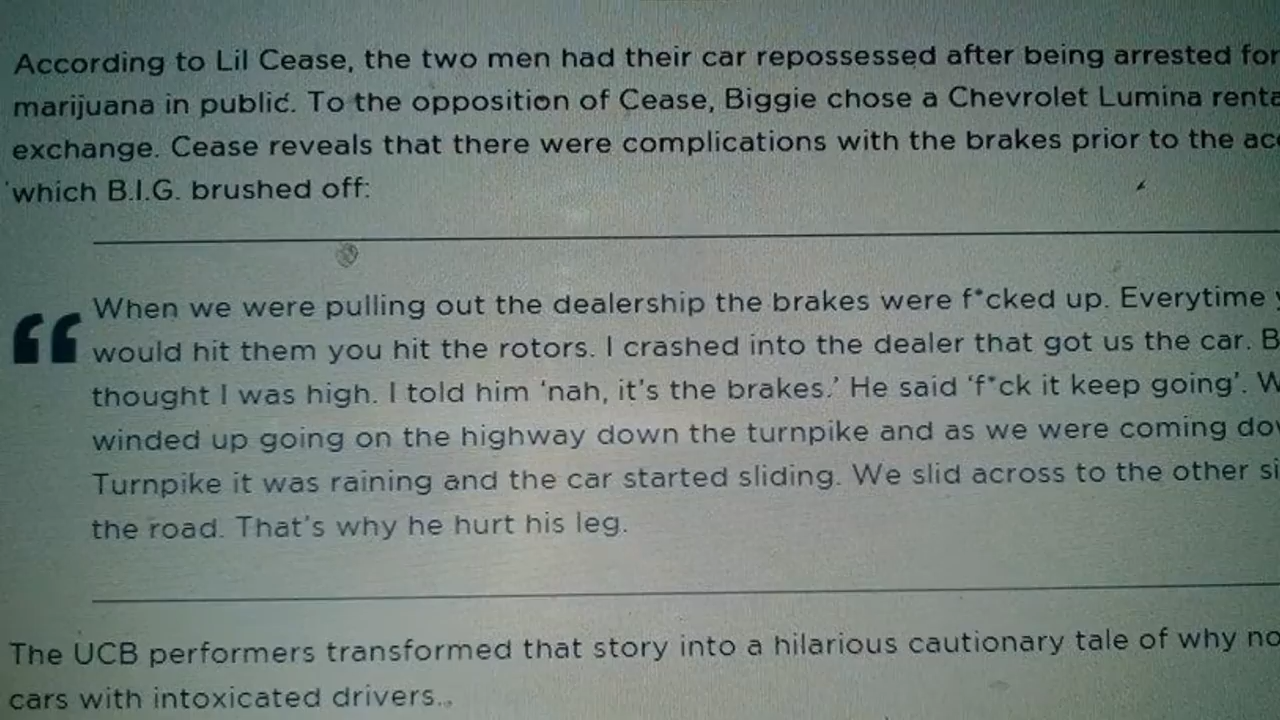 According to Lil Cease, the two men had their car repossessed after being arrested for
marijuana in public. To the opposition of Cease, Biggie chose a Chevrolet Lumina
exchange. Cease reveals that there were complications with the brakes prior to the
which B.I.G. brushed off:
“ When we were pulling out the dealership the brakes were f*cked up. Everytime
would hit them you hit the rotors. I crashed into the dealer that got us the car.
thought I was high. I told him ‘nah, it’s the brakes.’ He said ‘f*ck it keep going’.
winded up going on the highway down the turnpike and as we were coming
Turnpike it was raining and the car started sliding. We slid across to the other
the road. That’s why he hurt his leg.
The UCB performers transformed that story into a hilarious cautionary tale of why
cars with intoxicated drivers..